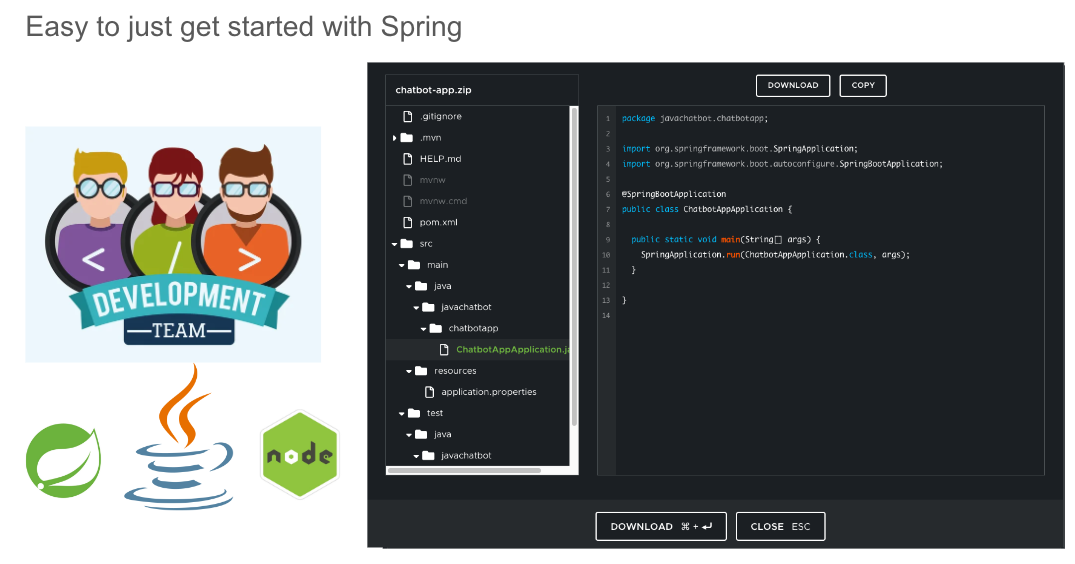 Easy to just get started with Spring
< / >
DEVELOPMENT
TEAM
node
chatbot-app.zip
.gitignore
.mvn
HELP.md
mvnw
mvnw.cmd
pom.xml
src
main
java
javachatbot
chatbotapp
ChatbotAppApplication.ja
resources
application.properties
test
java
javachatbot
DOWNLOAD
COPY
1 package javachatbot.chatbotapp;
2
3 import org.springframework.boot.SpringApplication;
4 import org.springframework.boot.autoconfigure.SpringBootApplication;
5
6 @SpringBootApplication
7 public class ChatbotAppApplication {
8
9 public static void main(String[] args) {
10 SpringApplication.run(ChatbotAppApplication.class, args);
11 }
12
13 }
14
DOWNLOAD ⌘ + ↵
CLOSE ESC